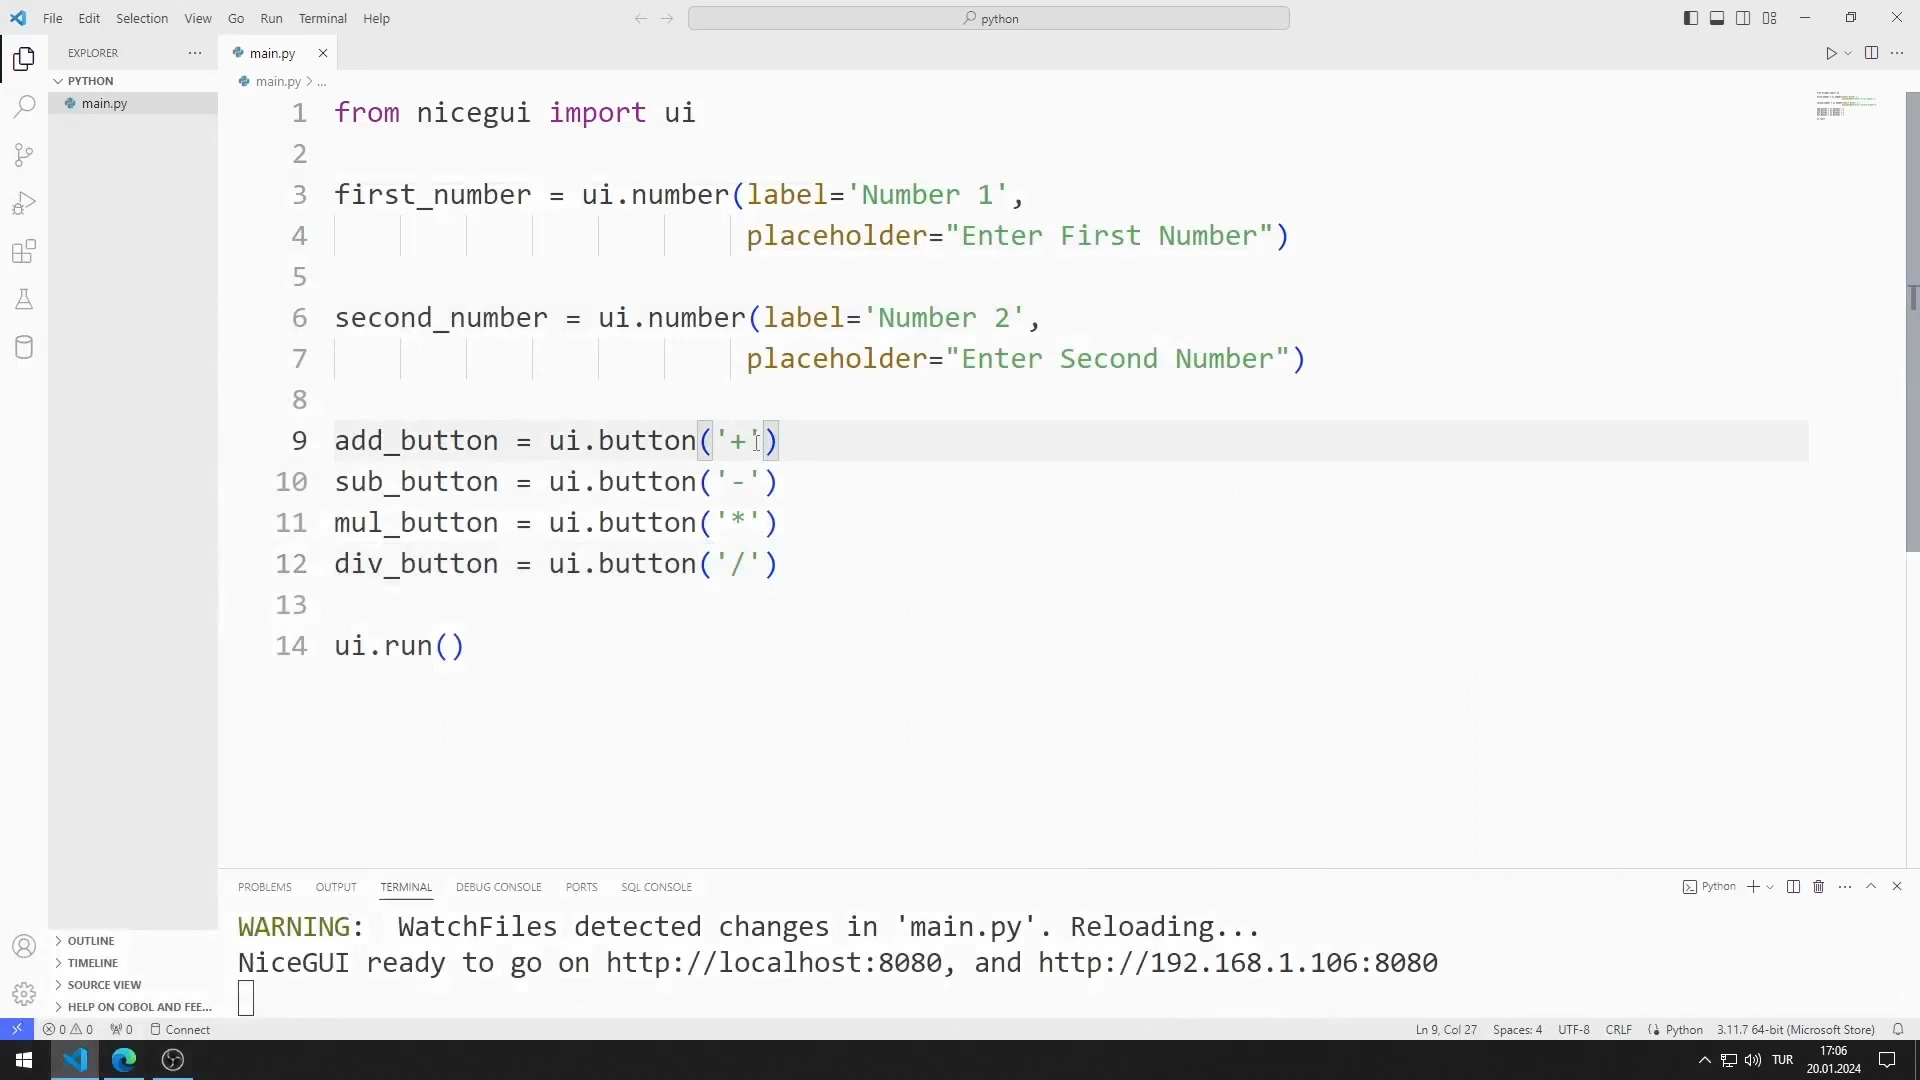 File Edit Selection View Go Run Terminal Help
python
EXPLORER
main.py
PYTHON
main.py
main.py > ...
1 from nicegui import ui
2
3 first_number = ui.number(label='Number 1',
4 placeholder="Enter First Number")
5
6 second_number = ui.number(label='Number 2',
7 placeholder="Enter Second Number")
8
9 add_button = ui.button('+')
10 sub_button = ui.button('-')
11 mul_button = ui.button('*')
12 div_button = ui.button('/')
13
14 ui.run()
PROBLEMS OUTPUT TERMINAL DEBUG CONSOLE PORTS SQL CONSOLE
Python
WARNING: WatchFiles detected changes in 'main.py'. Reloading...
NiceGUI ready to go on http://localhost:8080, and http://192.168.1.106:8080
OUTLINE
TIMELINE
SOURCE VIEW
HELP ON COBOL AND FEE...
0 0 0 Connect
Ln 9, Col 27 Spaces: 4 UTF-8 CRLF Python 3.11.7 64-bit (Microsoft Store)
TUR
17:06
20.01.2024